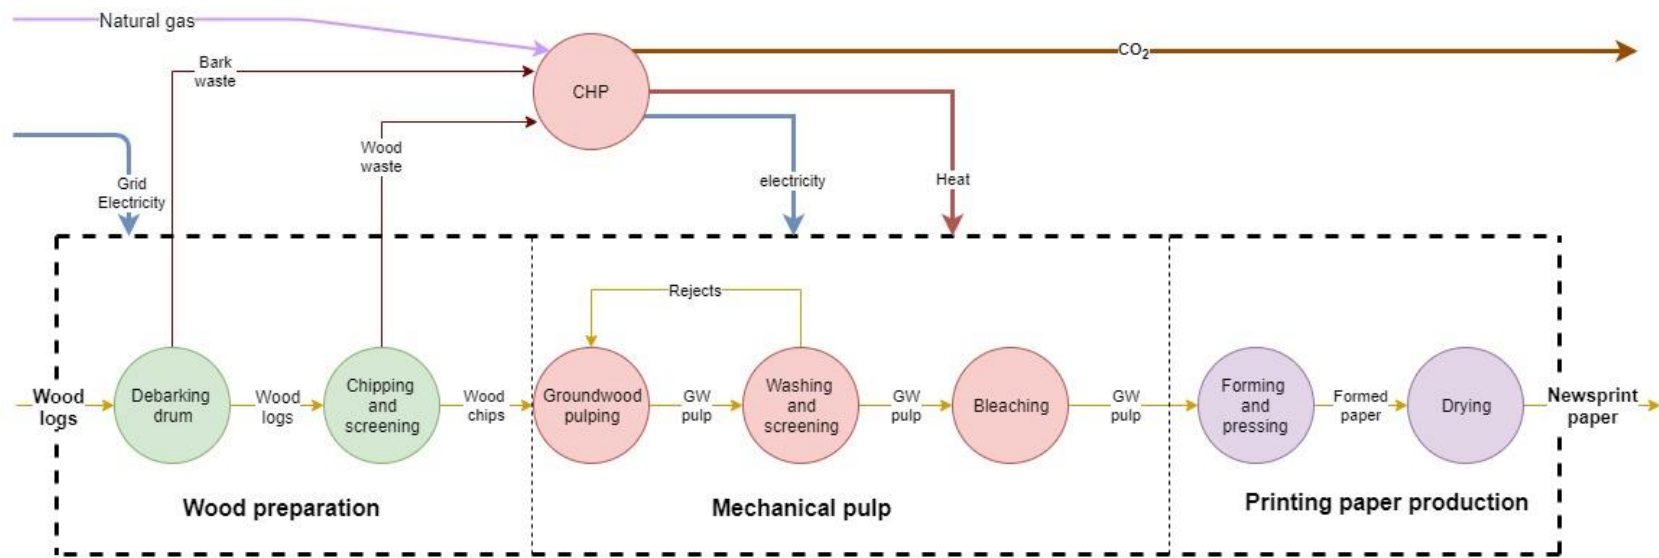 Natural gas
CO2
Bark
waste
CHP
Wood
waste
Grid
Electricity
electricity
Heat
Rejects
Wood
logs
Debarking
drum
Wood
logs
Chipping
and
screening
Wood
chips
Groundwood
pulping
GW
pulp
Washing
and
screening
GW
pulp
Bleaching
GW
pulp
Forming
and
pressing
Formed
paper
Drying
Newsprint
paper
Wood preparation
Mechanical pulp
Printing paper production